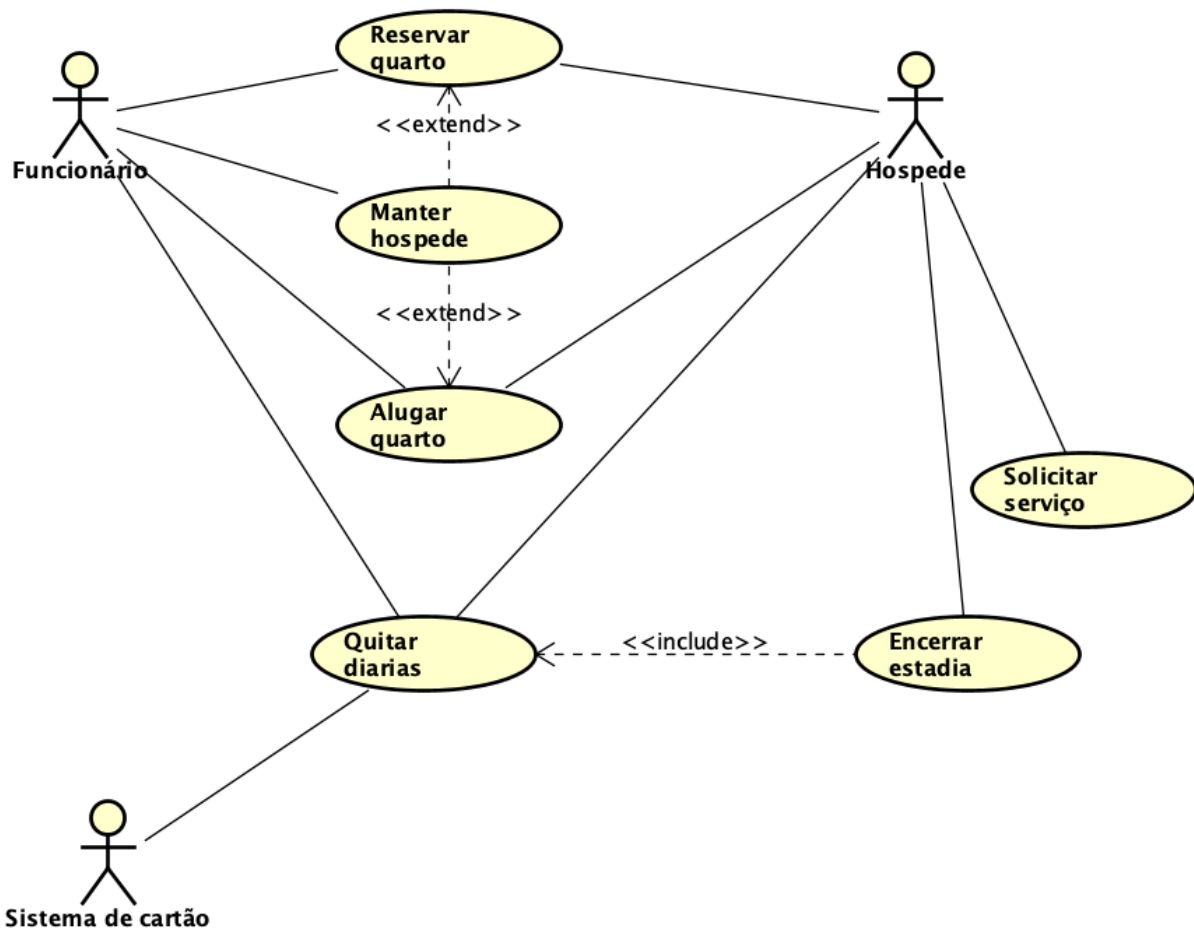 Reservar
quarto
<<extend>>
Funcionário
Hospede
Manter
hospede
<<extend>>
Alugar
quarto
Solicitar
serviço
Quitar
diarias
<<include>>
Encerrar
estadia
Sistema de cartão